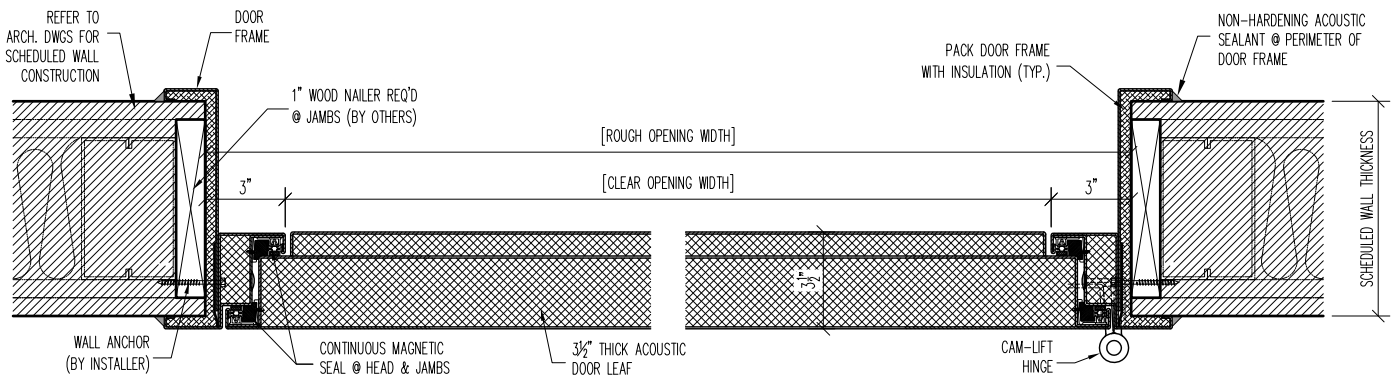 REFER TO
ARCH. DWGS FOR
SCHEDULED WALL
CONSTRUCTION
DOOR
FRAME
1" WOOD NAILER REQ'D
@ JAMBS (BY OTHERS)
PACK DOOR FRAME
WITH INSULATION (TYP.)
NON-HARDENING ACOUSTIC
SEALANT @ PERIMETER OF
DOOR FRAME
[ROUGH OPENING WIDTH]
3"
[CLEAR OPENING WIDTH]
3"
SCHEDULED WALL THICKNESS
3½"
WALL ANCHOR
(BY INSTALLER)
CONTINUOUS MAGNETIC
SEAL @ HEAD & JAMBS
3½" THICK ACOUSTIC
DOOR LEAF
CAM-LIFT
HINGE